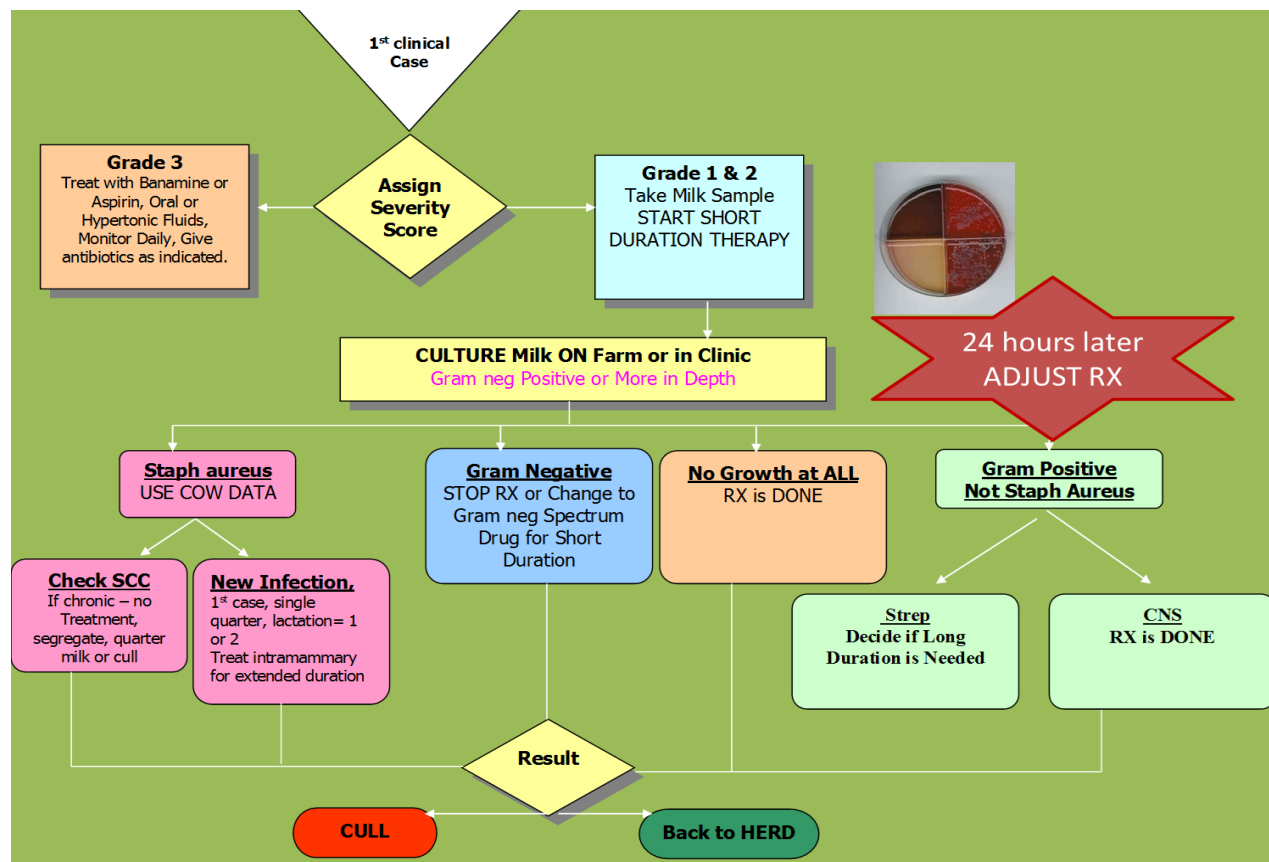 1st clinical
Case
Assign
Severity
Score
Grade 3
Treat with Banamine or
Aspirin, Oral or
Hypertonic Fluids,
Monitor Daily, Give
antibiotics as indicated.
Grade 1 & 2
Take Milk Sample
START SHORT
DURATION THERAPY
24 hours later
ADJUST RX
CULTURE Milk ON Farm or in Clinic
Gram neg Positive or More in Depth
Staph aureus
USE COW DATA
Gram Negative
STOP RX or Change to
Gram neg Spectrum
Drug for Short
Duration
No Growth at ALL
RX is DONE
Gram Positive
Not Staph Aureus
Check SCC
If chronic – no
Treatment,
segregate, quarter
milk or cull
New Infection,
1st case, single
quarter, lactation= 1
or 2
Treat intramammary
for extended duration
Strep
Decide if Long
Duration is Needed
CNS
RX is DONE
Result
CULL
Back to HERD